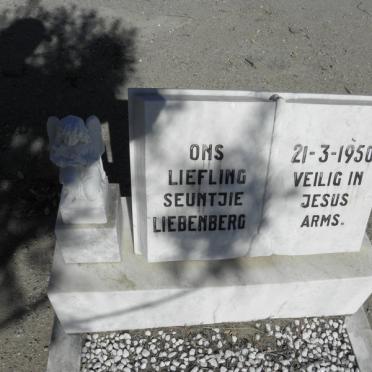 ONS
LIEFLING
SEUNTJIE
LIEBENBERG
21-3-1950
VEILIG IN
JESUS
ARMS.